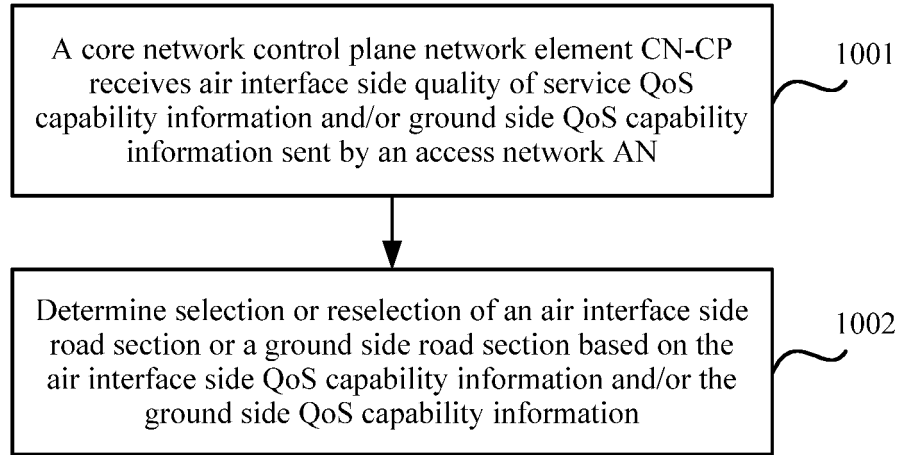 A core network control plane network element CN-CP
receives air interface side quality of service QoS
capability information and/or ground side QoS capability
information sent by an access network AN
1001
Determine selection or reselection of an air interface side
road section or a ground side road section based on the
air interface side QoS capability information and/or the
ground side QoS capability information
1002